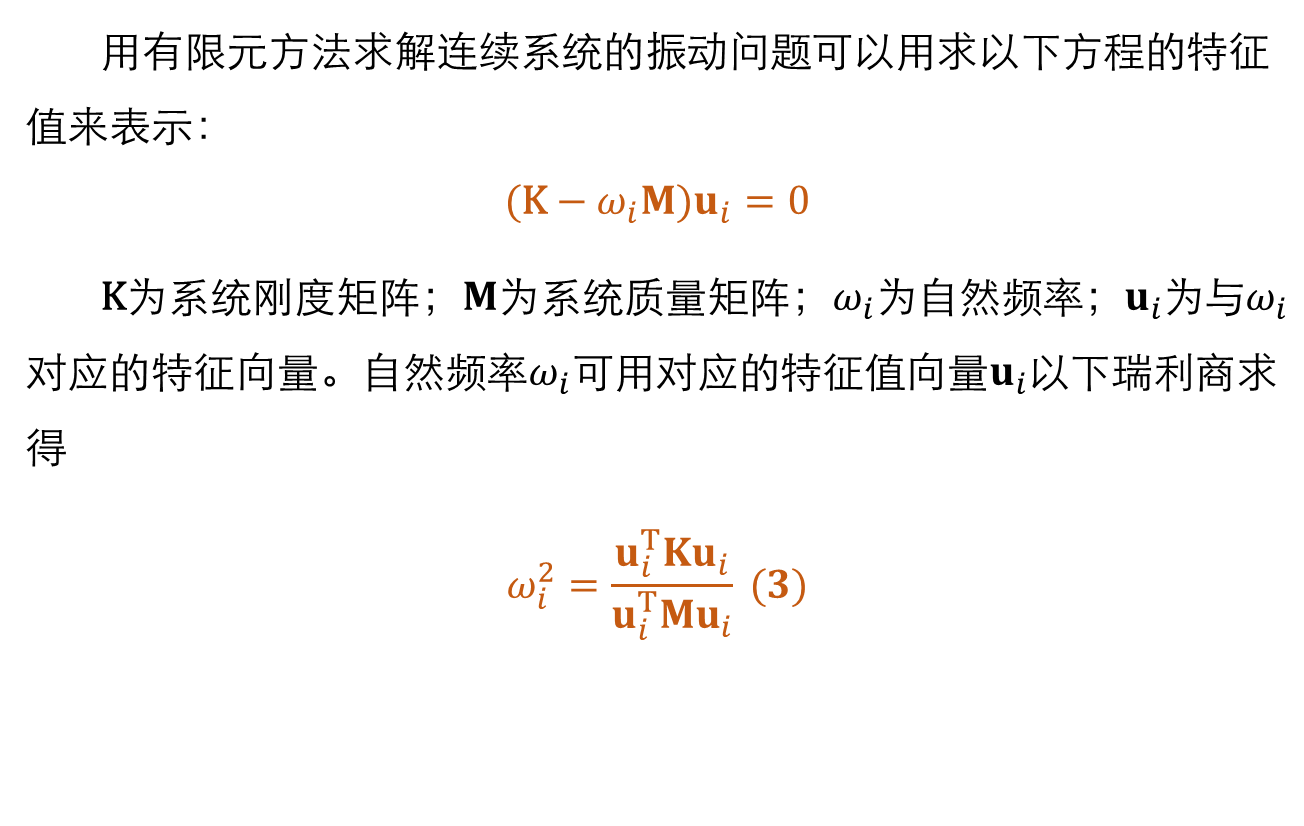 用有限元方法求解连续系统的振动问题可以用求以下方程的特征
值来表示：
(K − ω_i M)u_i = 0
K为系统刚度矩阵；M为系统质量矩阵；ω_i为自然频率；u_i为与ω_i
对应的特征向量。自然频率ω_i可用对应的特征值向量u_i以下瑞利商求
得
ω_i^2 = \frac{u_i^T K u_i}{u_i^T M u_i} (3)